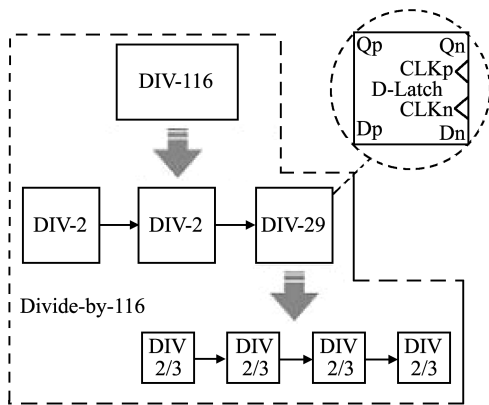 Qp Qn
CLKp
D-Latch
CLKn
Dp Dn
DIV-116
DIV-2
DIV-2
DIV-29
Divide-by-116
DIV
2/3
DIV
2/3
DIV
2/3
DIV
2/3